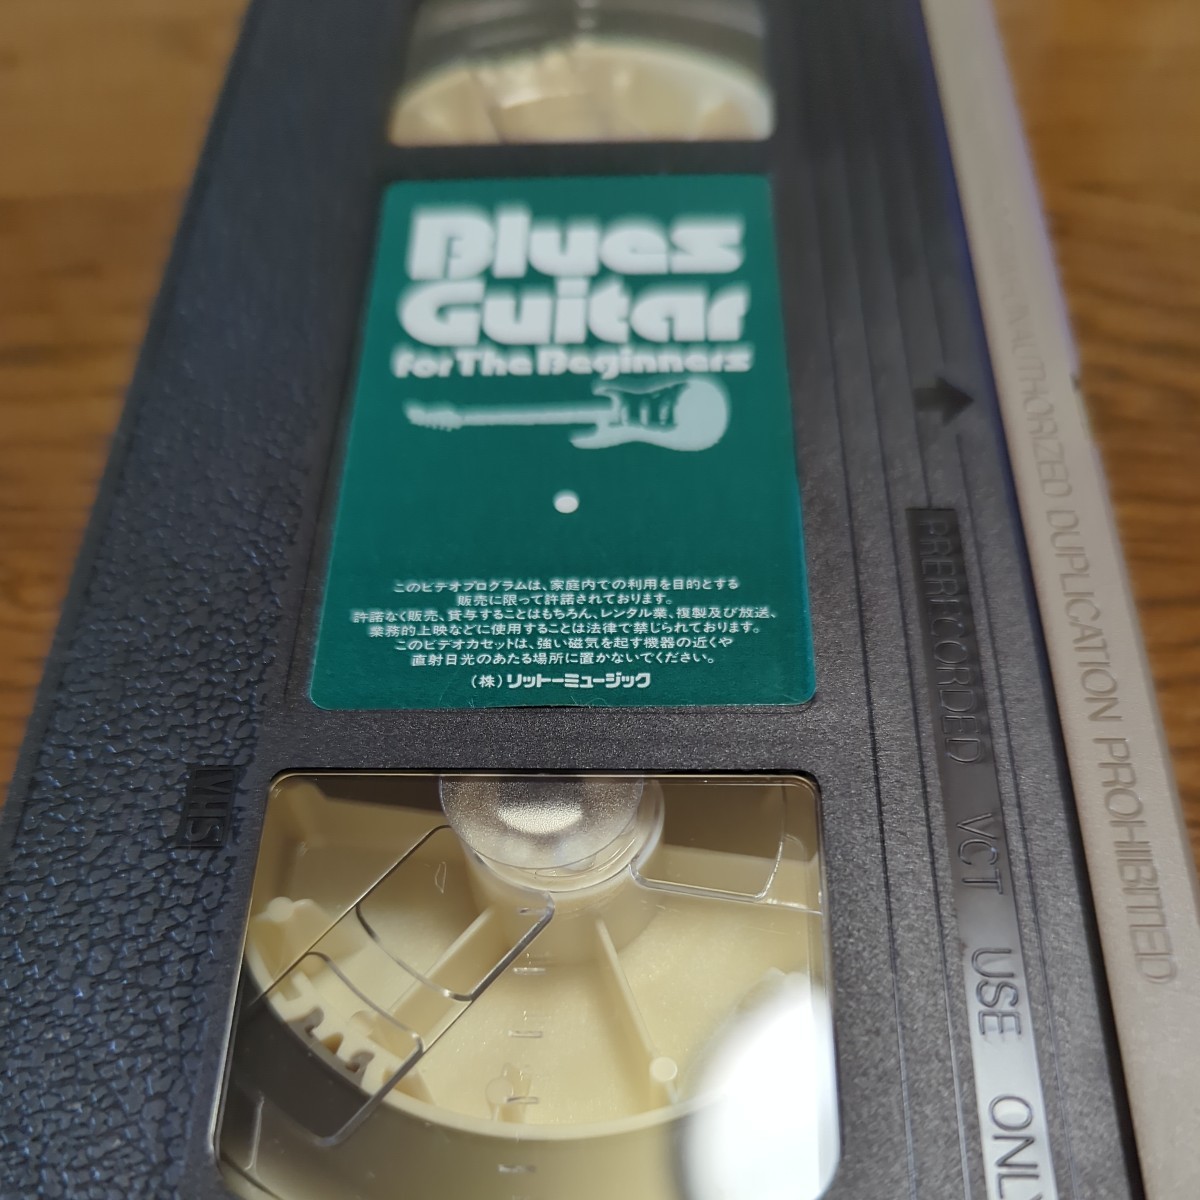 Blues
Guitar
for The Beginners
このビデオプログラムは、家庭内での利用を目的とする
販売に限って許諾されております。
許諾なく販売、貸与することはもちろん、レンタル業、複製及び放送、
業務的上映などに使用することは法律で禁じられております。
このビデオカセットは、強い磁気を起す機器の近くや
直射日光のあたる場所に置かないでください。
(株)リットーミュージック
VHS
PRERECORDED VCT USE ONLY
UNAUTHORIZED DUPLICATION PROHIBITED